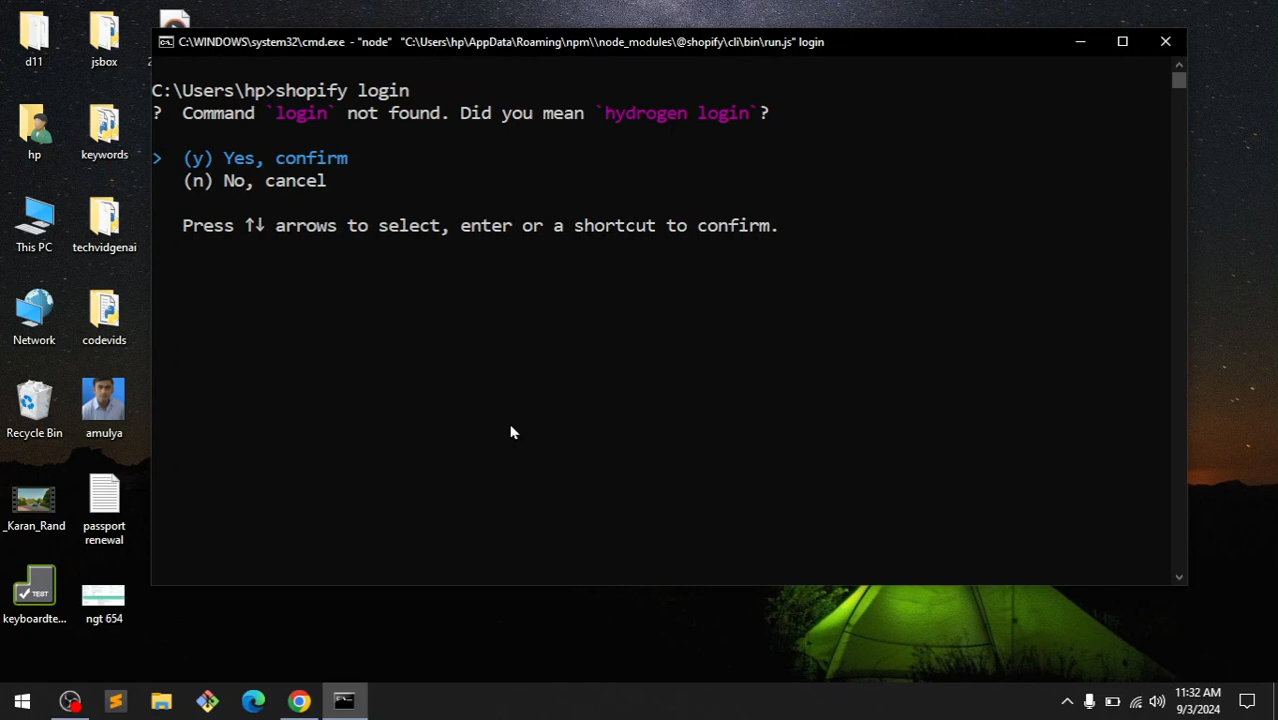 C:\WINDOWS\system32\cmd.exe - "node" "C:\Users\hp\AppData\Roaming\npm\\node_modules\@shopify\cli\bin\run.js" login
C:\Users\hp>shopify login
? Command `login` not found. Did you mean `hydrogen login`?
> (y) Yes, confirm
(n) No, cancel
Press ↑↓ arrows to select, enter or a shortcut to confirm.
d11
jsbox
hp
keywords
This PC
techvidgenai
Network
codevids
Recycle Bin
amulya
_Karan_Rand
passport
renewal
TEST
keyboardte...
ngt 654
11:32 AM
9/3/2024